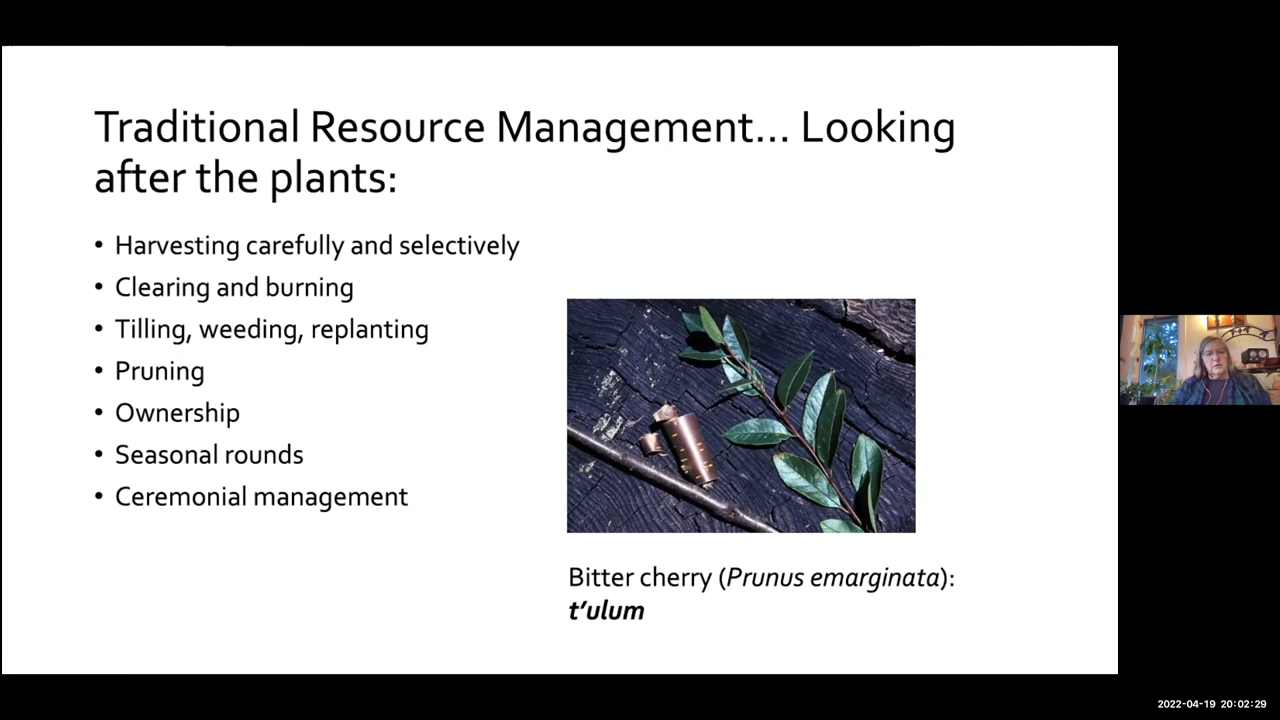 Traditional Resource Management... Looking
after the plants:
• Harvesting carefully and selectively
• Clearing and burning
• Tilling, weeding, replanting
• Pruning
• Ownership
• Seasonal rounds
• Ceremonial management
Bitter cherry (Prunus emarginata):
t’ulum
2022-04-19 20:02:29